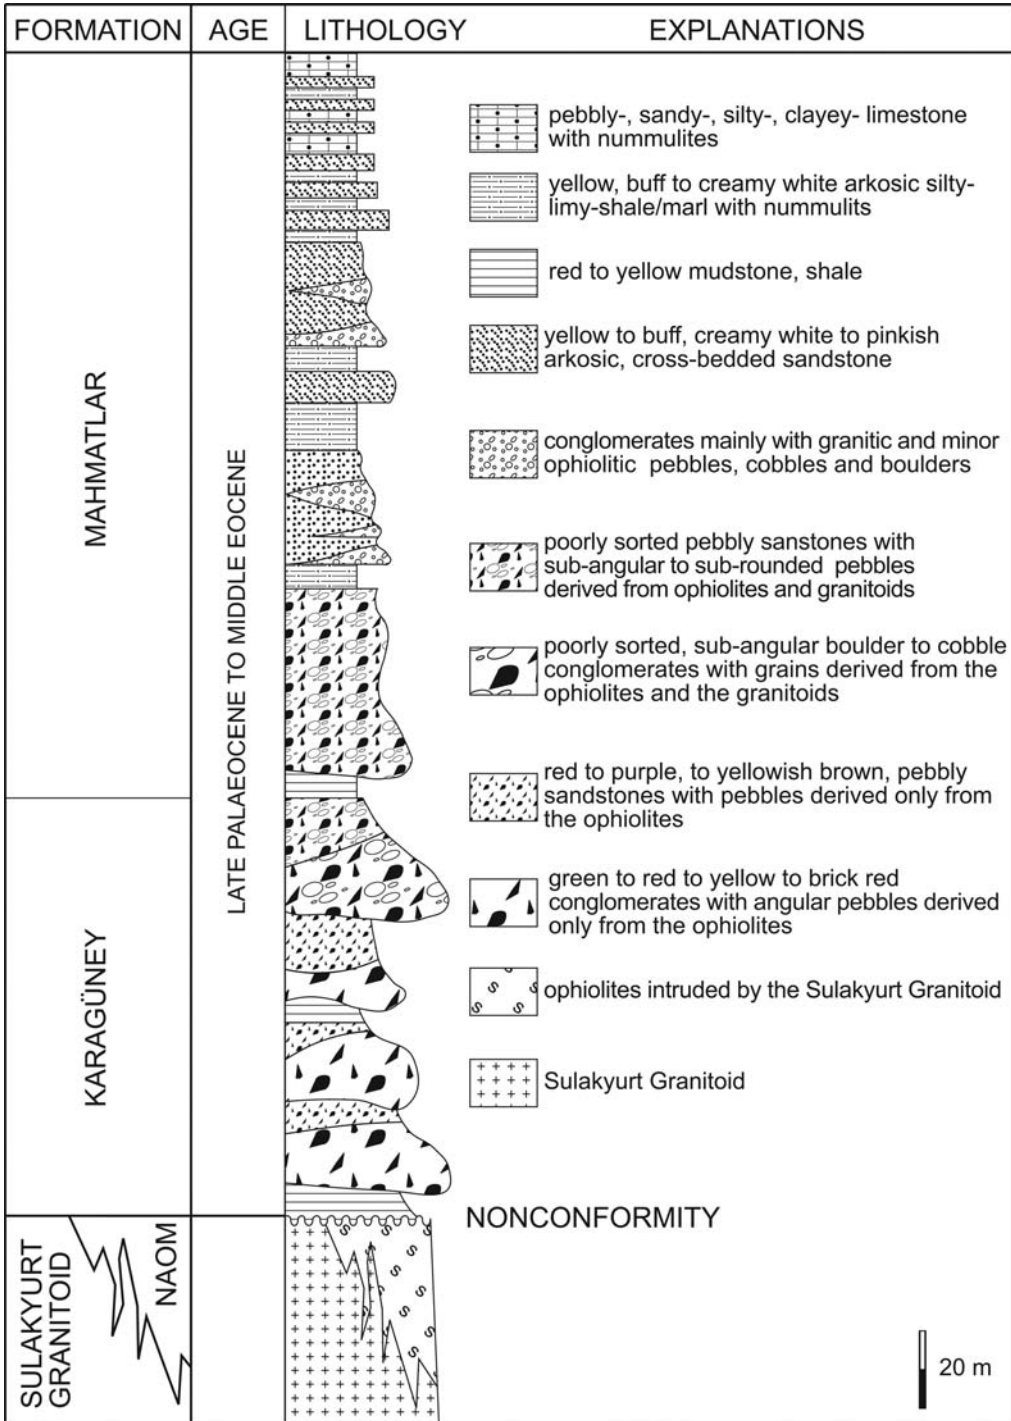 FORMATION AGE LITHOLOGY EXPLANATIONS
MAHMATLAR
KARAGÜNEY
SULAKYURT
GRANITOID
NAOM
LATE PALAEOCENE TO MIDDLE EOCENE
pebbly-, sandy-, silty-, clayey- limestone
with nummulites
yellow, buff to creamy white arkosic silty-
limy-shale/marl with nummulits
red to yellow mudstone, shale
yellow to buff, creamy white to pinkish
arkosic, cross-bedded sandstone
conglomerates mainly with granitic and minor
ophiolitic pebbles, cobbles and boulders
poorly sorted pebbly sanstones with
sub-angular to sub-rounded pebbles
derived from ophiolites and granitoids
poorly sorted, sub-angular boulder to cobble
conglomerates with grains derived from the
ophiolites and the granitoids
red to purple, to yellowish brown, pebbly
sandstones with pebbles derived only from
the ophiolites
green to red to yellow to brick red
conglomerates with angular pebbles derived
only from the ophiolites
ophiolites intruded by the Sulakyurt Granitoid
Sulakyurt Granitoid
NONCONFORMITY
20 m